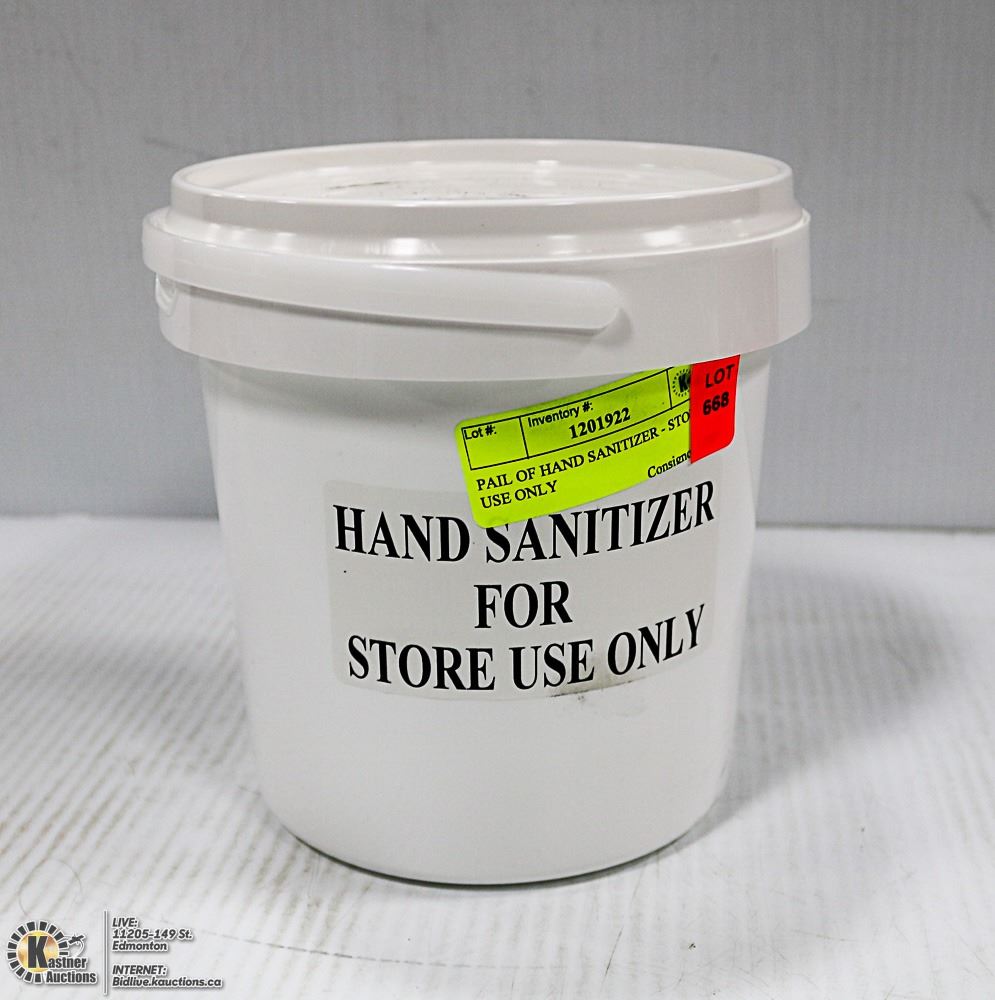 LOT
668
Lot #:
Inventory #:
1201922
PAIL OF HAND SANITIZER - STO
USE ONLY
HAND SANITIZER
FOR
STORE USE ONLY
Kastner
Auctions
LIVE:
11205-149 St.
Edmonton
INTERNET:
Bidlive.kauctions.ca